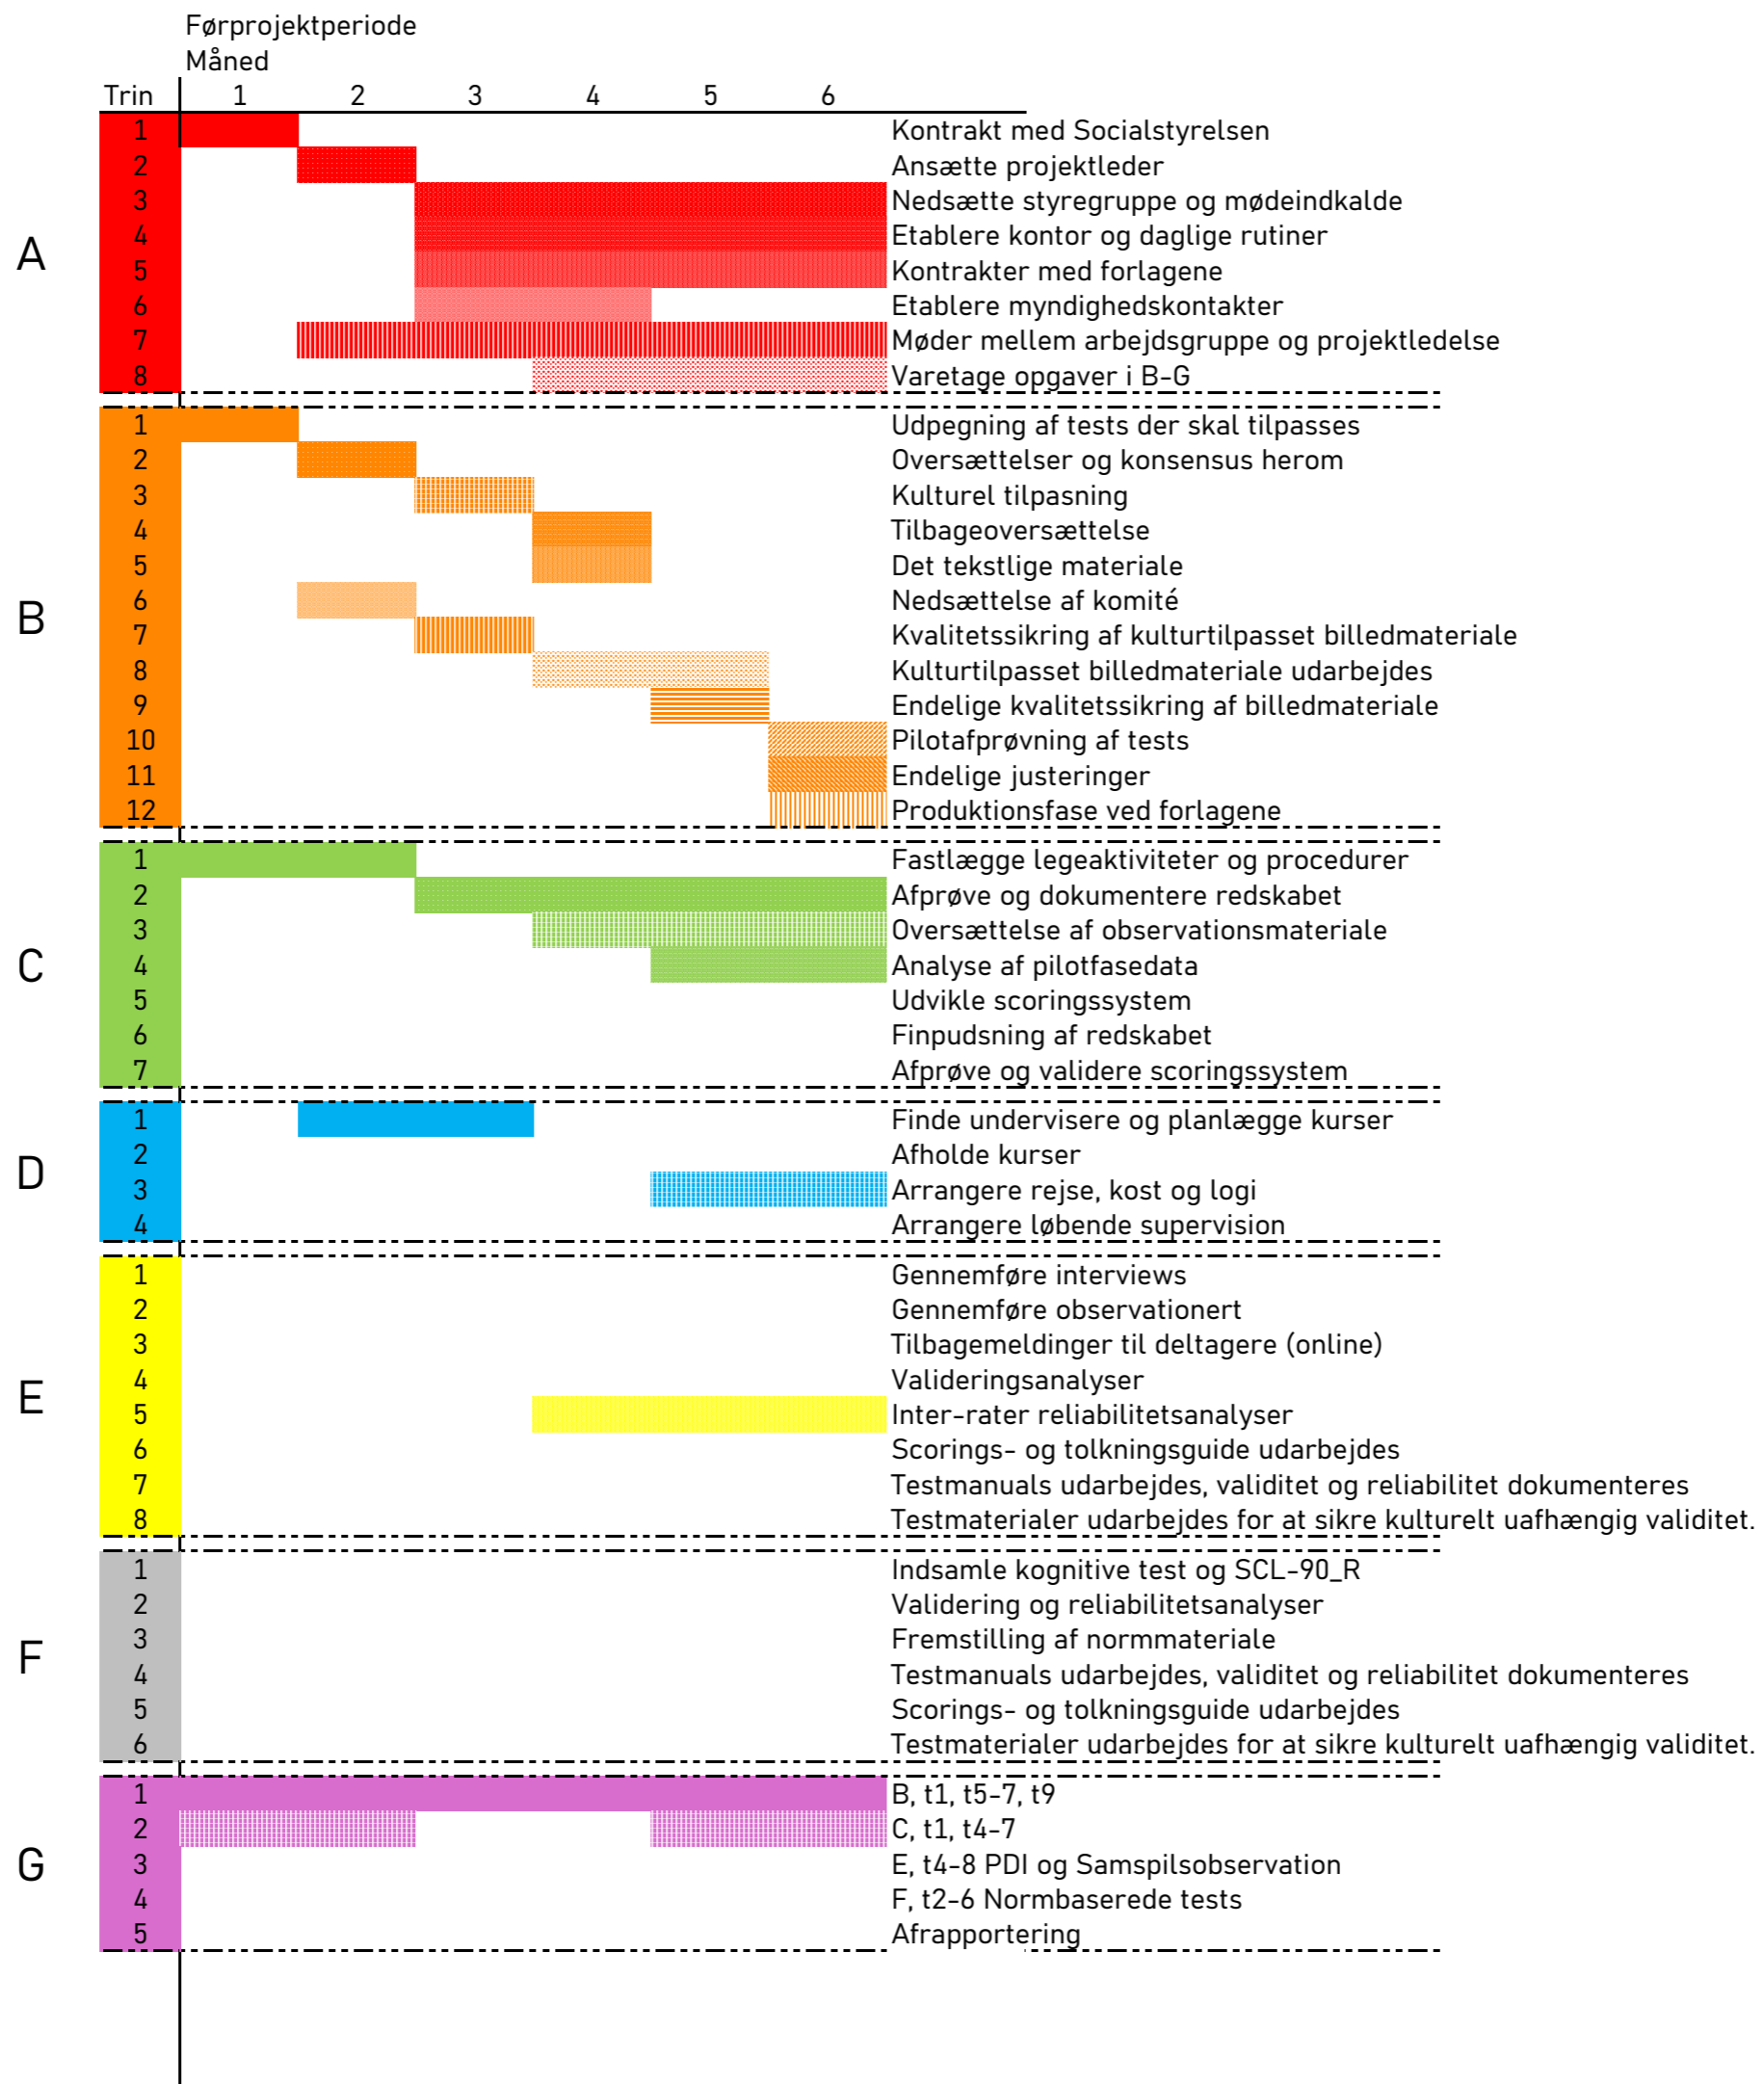 Førprojektperiode
Måned
Trin 1 2 3 4 5 6
A
1 Kontrakt med Socialstyrelsen
2 Ansætte projektleder
3 Nedsætte styregruppe og mødeindkalde
4 Etablere kontor og daglige rutiner
5 Kontrakter med forlagene
6 Etablere myndighedskontakter
7 Møder mellem arbejdsgruppe og projektledelse
8 Varetage opgaver i B-G
B
1 Udpegning af tests der skal tilpasses
2 Oversættelser og konsensus herom
3 Kulturel tilpasning
4 Tilbageoversættelse
5 Det tekstlige materiale
6 Nedsættelse af komité
7 Kvalitetssikring af kulturtilpasset billedmateriale
8 Kulturtilpasset billedmateriale udarbejdes
9 Endelige kvalitetssikring af billedmateriale
10 Pilotafprøvning af tests
11 Endelige justeringer
12 Produktionsfase ved forlagene
C
1 Fastlægge legeaktiviteter og procedurer
2 Afprøve og dokumentere redskabet
3 Oversættelse af observationsmateriale
4 Analyse af pilotfasedata
5 Udvikle scoringssystem
6 Finpudsning af redskabet
7 Afprøve og validere scoringssystem
D
1 Finde undervisere og planlægge kurser
2 Afholde kurser
3 Arrangere rejse, kost og logi
4 Arrangere løbende supervision
E
1 Gennemføre interviews
2 Gennemføre observationert
3 Tilbagemeldinger til deltagere (online)
4 Valideringsanalyser
5 Inter-rater reliabilitetsanalyser
6 Scorings- og tolkningsguide udarbejdes
7 Testmanuals udarbejdes, validitet og reliabilitet dokumenteres
8 Testmaterialer udarbejdes for at sikre kulturelt uafhængig validitet.
F
1 Indsamle kognitive test og SCL-90_R
2 Validering og reliabilitetsanalyser
3 Fremstilling af normmateriale
4 Testmanuals udarbejdes, validitet og reliabilitet dokumenteres
5 Scorings- og tolkningsguide udarbejdes
6 Testmaterialer udarbejdes for at sikre kulturelt uafhængig validitet.
G
1 B, t1, t5-7, t9
2 C, t1, t4-7
3 E, t4-8 PDI og Samspilsobservation
4 F, t2-6 Normbaserede tests
5 Afrapportering